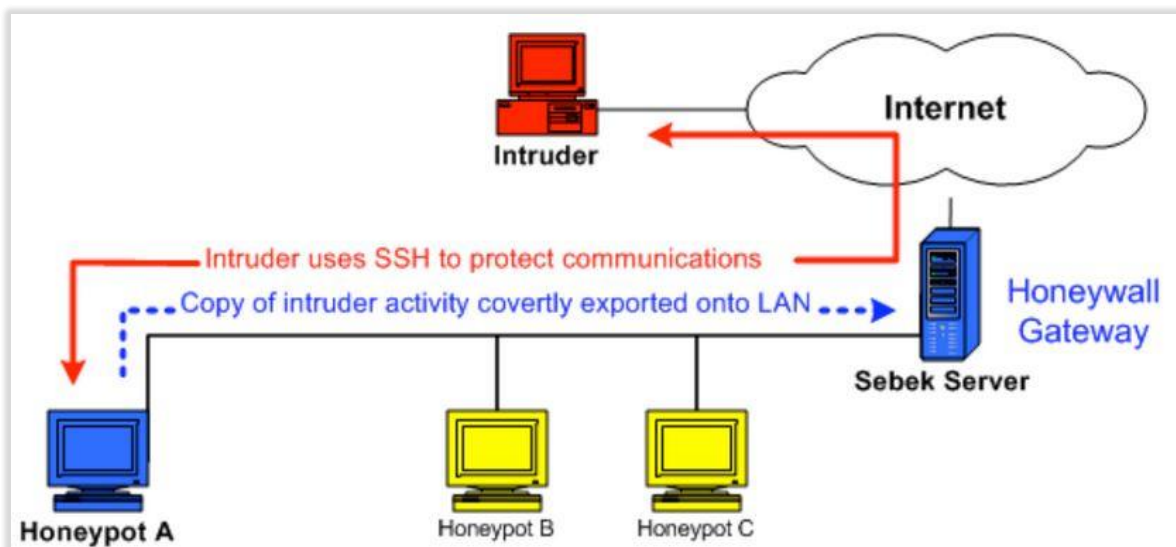 Internet
Intruder
Intruder uses SSH to protect communications
Copy of intruder activity covertly exported onto LAN
Honeywall
Gateway
Sebek Server
Honeypot A
Honeypot B
Honeypot C